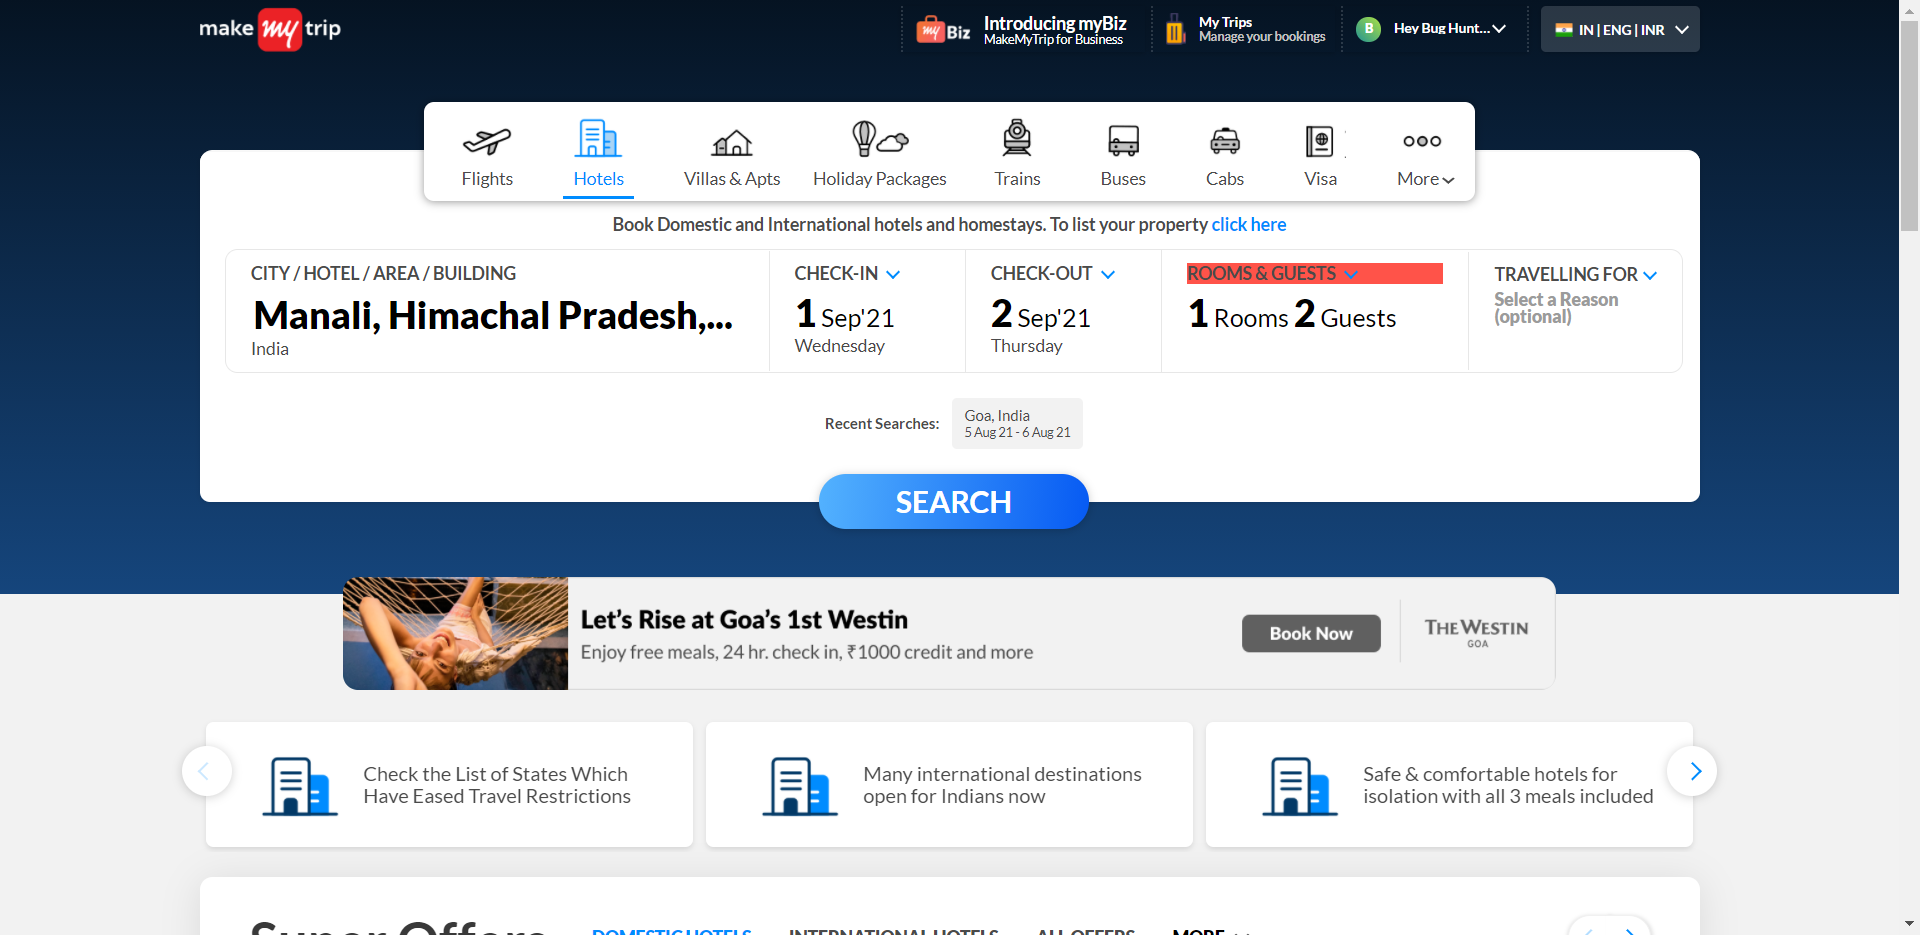 make my trip
my Biz
Introducing myBiz
MakeMyTrip for Business
My Trips
Manage your bookings
B
Hey Bug Hunt...
IN | ENG | INR
Flights
Hotels
Villas & Apts
Holiday Packages
Trains
Buses
Cabs
Visa
More
Book Domestic and International hotels and homestays. To list your property click here
CITY / HOTEL / AREA / BUILDING
Manali, Himachal Pradesh,...
India
CHECK-IN
1 Sep'21
Wednesday
CHECK-OUT
2 Sep'21
Thursday
ROOMS & GUESTS
1 Rooms 2 Guests
TRAVELLING FOR
Select a Reason
(optional)
Recent Searches:
Goa, India
5 Aug 21 - 6 Aug 21
SEARCH
Let's Rise at Goa's 1st Westin
Enjoy free meals, 24 hr. check in, ₹1000 credit and more
Book Now
THE WESTIN
GOA
Check the List of States Which
Have Eased Travel Restrictions
Many international destinations
open for Indians now
Safe & comfortable hotels for
isolation with all 3 meals included
Super Offers
DOMESTIC HOTELS
INTERNATIONAL HOTELS
ALL OFFERS
MORE